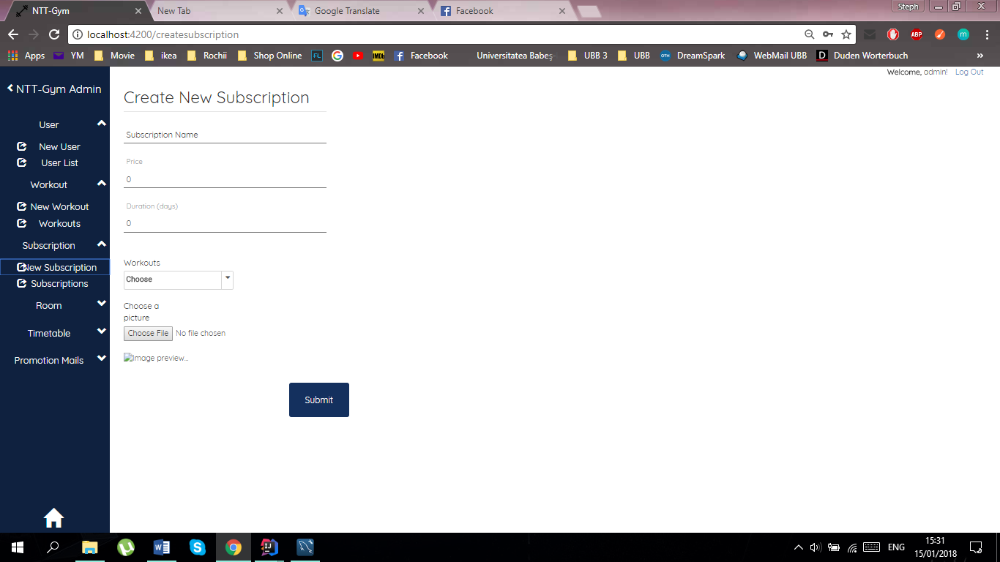 NTT-Gym New Tab Google Translate Facebook Steph
localhost:4200/createsubscription ABP m
Apps YM Movie ikea Rochii Shop Online FL G IMDb Facebook Universitatea Babeş- UBB 3 UBB OTH DreamSpark WebMail UBB D Duden Worterbuch »
Welcome, admin! Log Out
NTT-Gym Admin
User
New User
User List
Workout
New Workout
Workouts
Subscription
New Subscription
Subscriptions
Room
Timetable
Promotion Mails
Create New Subscription
Subscription Name
Price
0
Duration (days)
0
Workouts
Choose
Choose a
picture
Choose File No file chosen
Image preview...
Submit
W S IJ ENG 15:31
15/01/2018